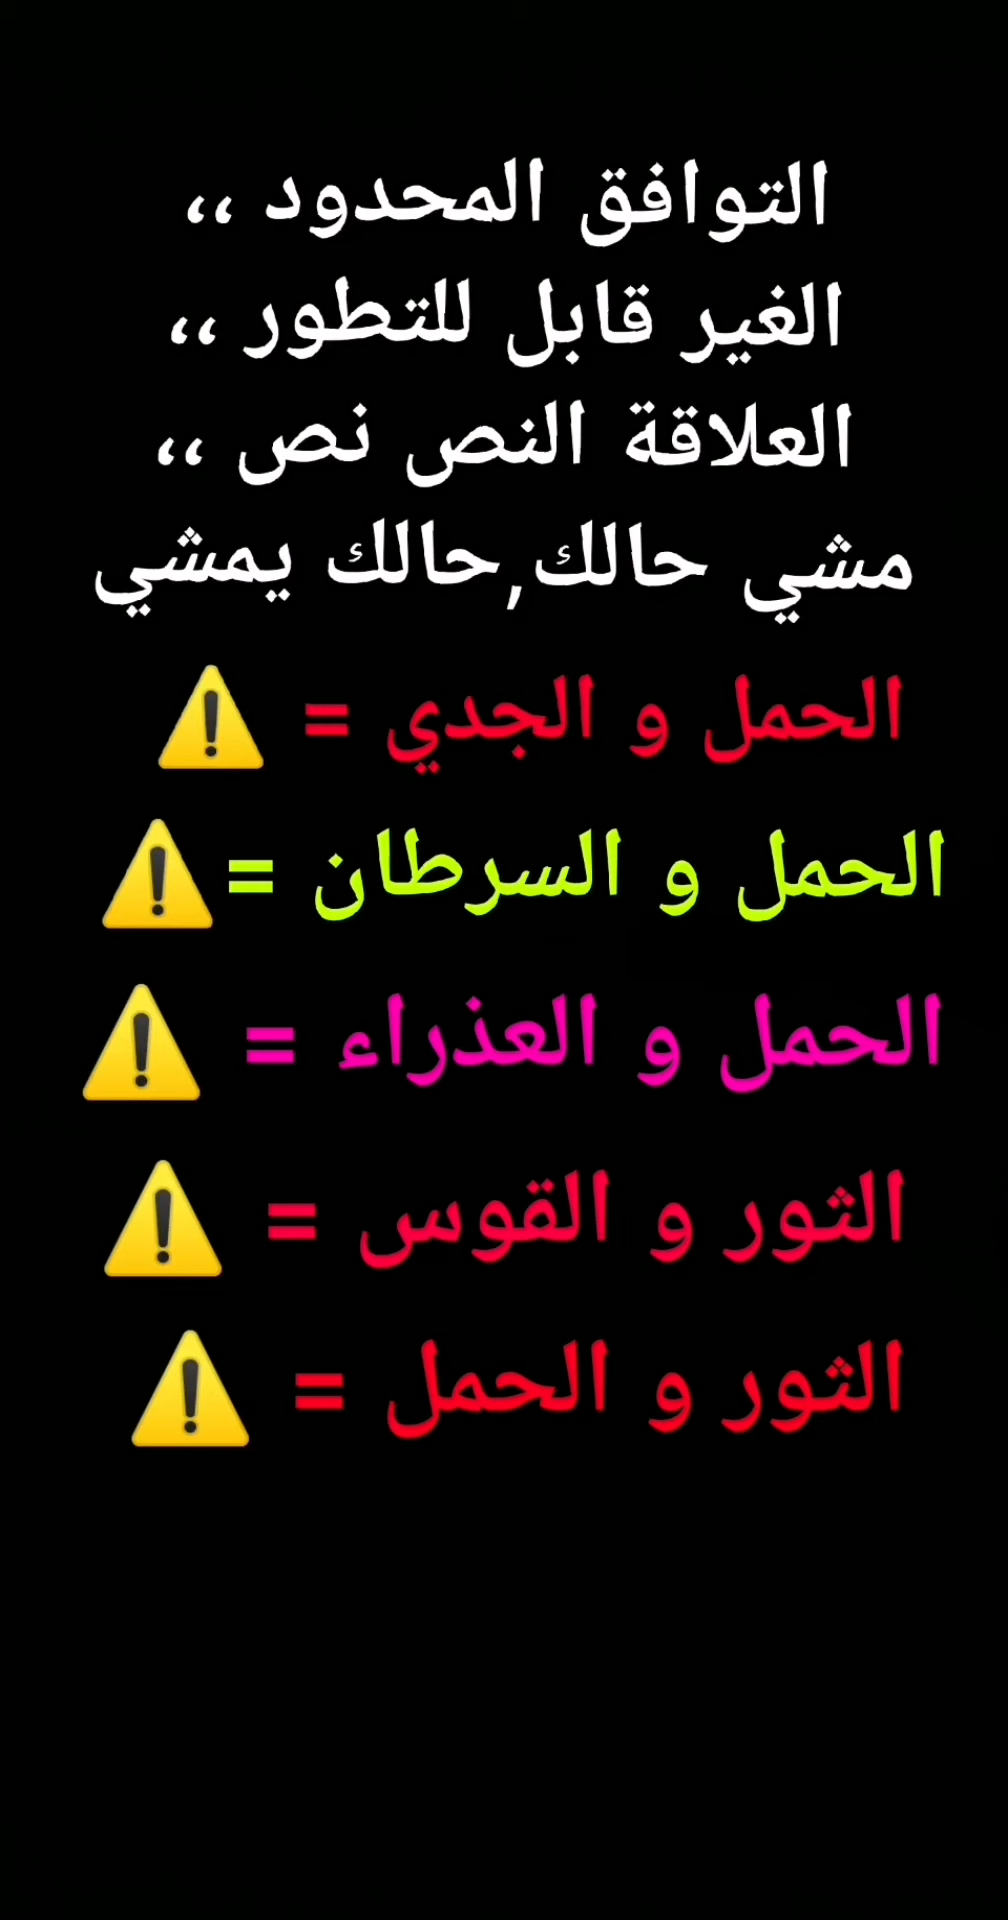 التوافق المحدود ،،
الغير قابل للتطور ،،
العلاقة النص نص ،،
مشي حالك,حالك يمشي
الحمل و الجدي = ⚠️
الحمل و السرطان =⚠️
الحمل و العذراء = ⚠️
الثور و القوس = ⚠️
الثور و الحمل = ⚠️